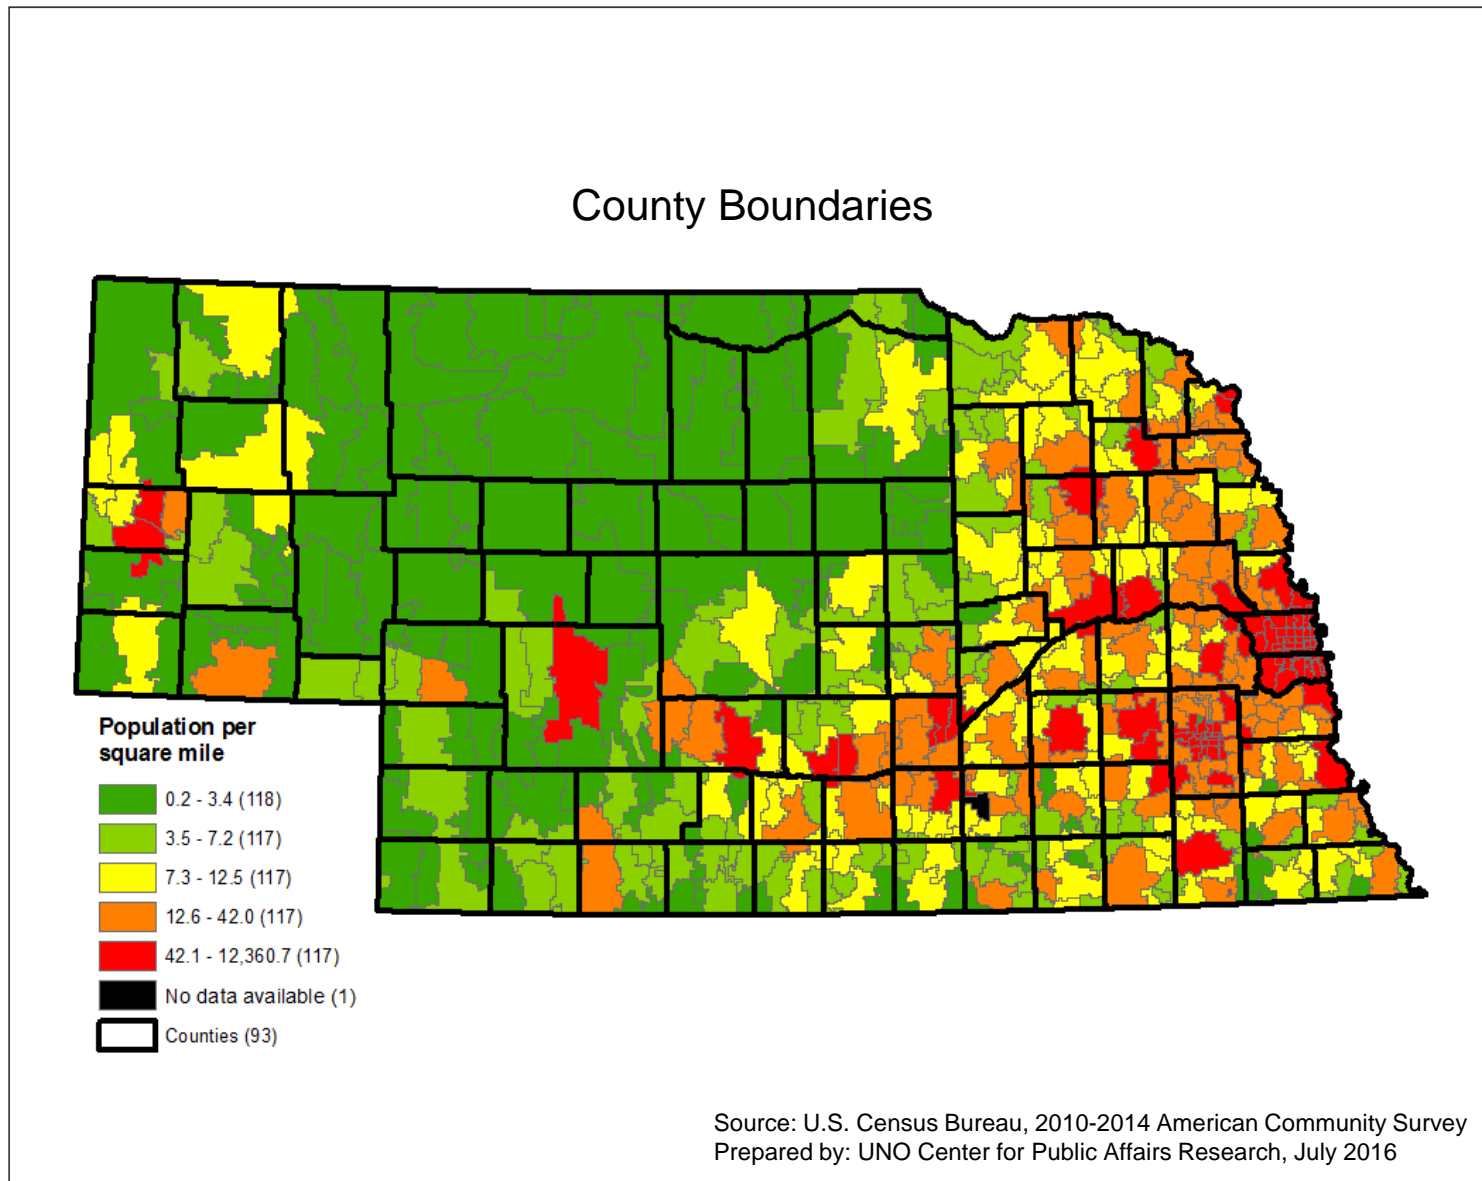 County Boundaries
Population per
square mile
0.2 - 3.4 (118)
3.5 - 7.2 (117)
7.3 - 12.5 (117)
12.6 - 42.0 (117)
42.1 - 12,360.7 (117)
No data available (1)
Counties (93)
Source: U.S. Census Bureau, 2010-2014 American Community Survey
Prepared by: UNO Center for Public Affairs Research, July 2016